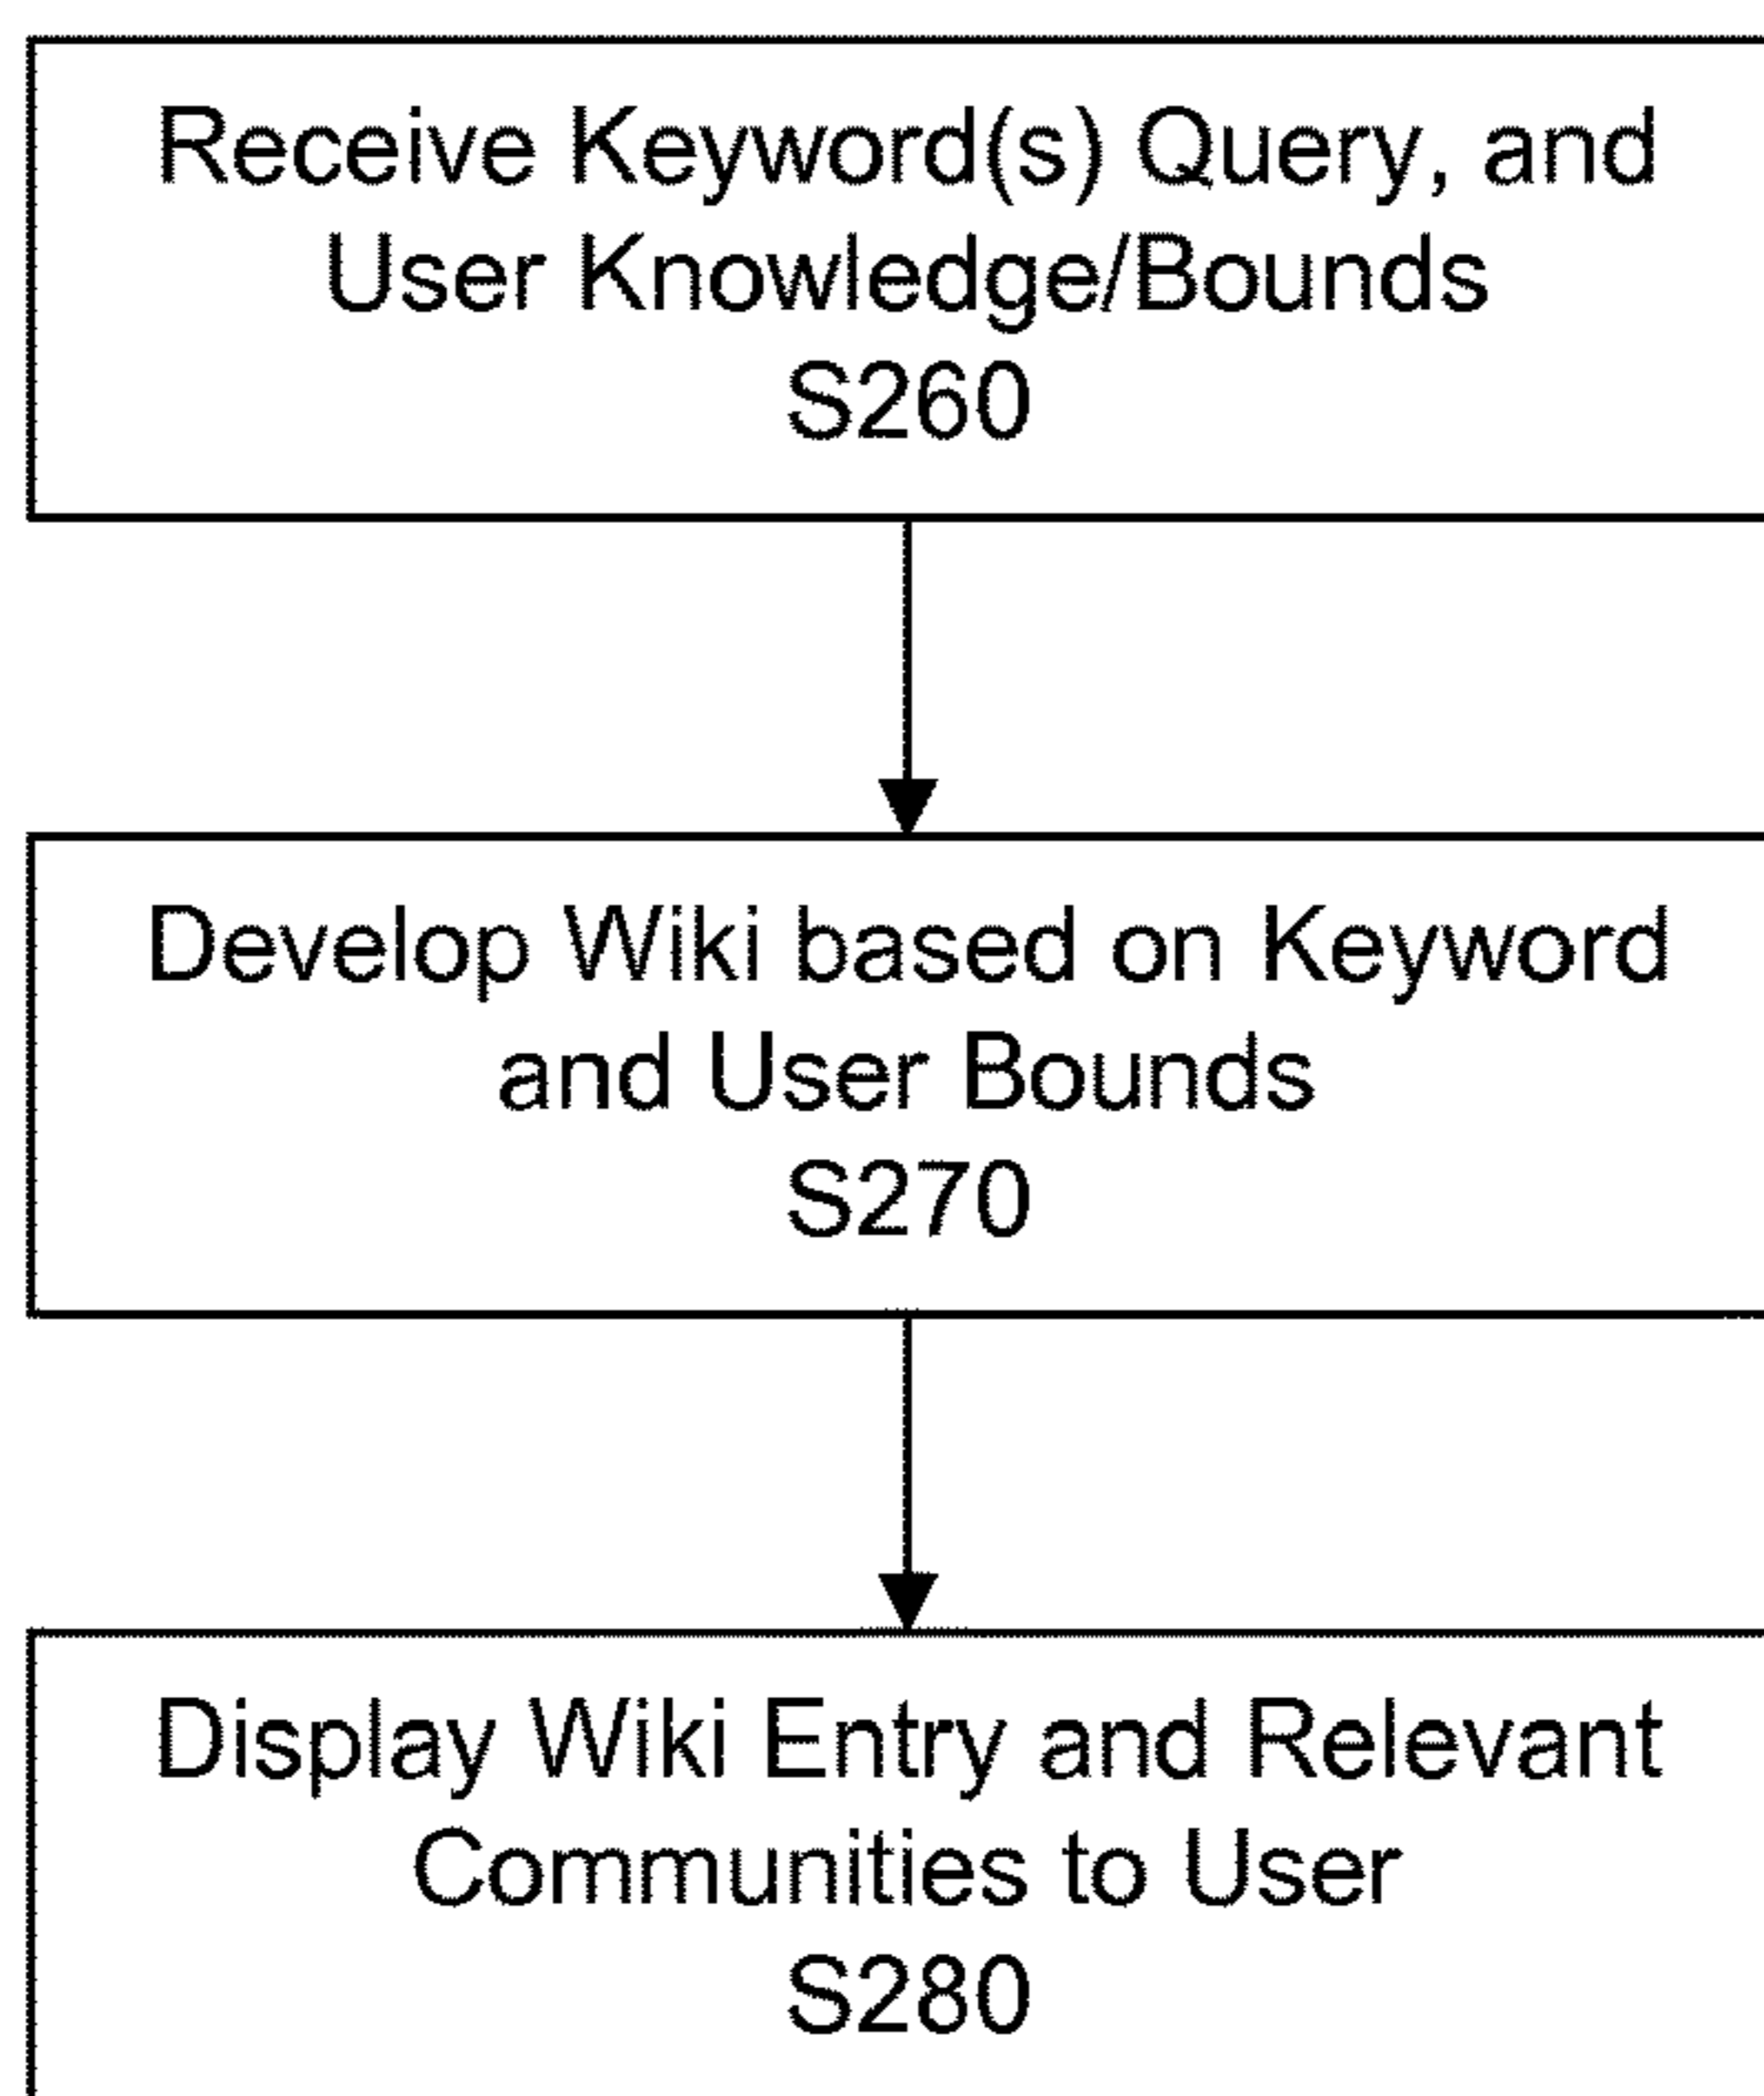 Receive Keyword(s) Query, and
User Knowledge/Bounds
S260
Develop Wiki based on Keyword
and User Bounds
S270
Display Wiki Entry and Relevant
Communities to User
S280